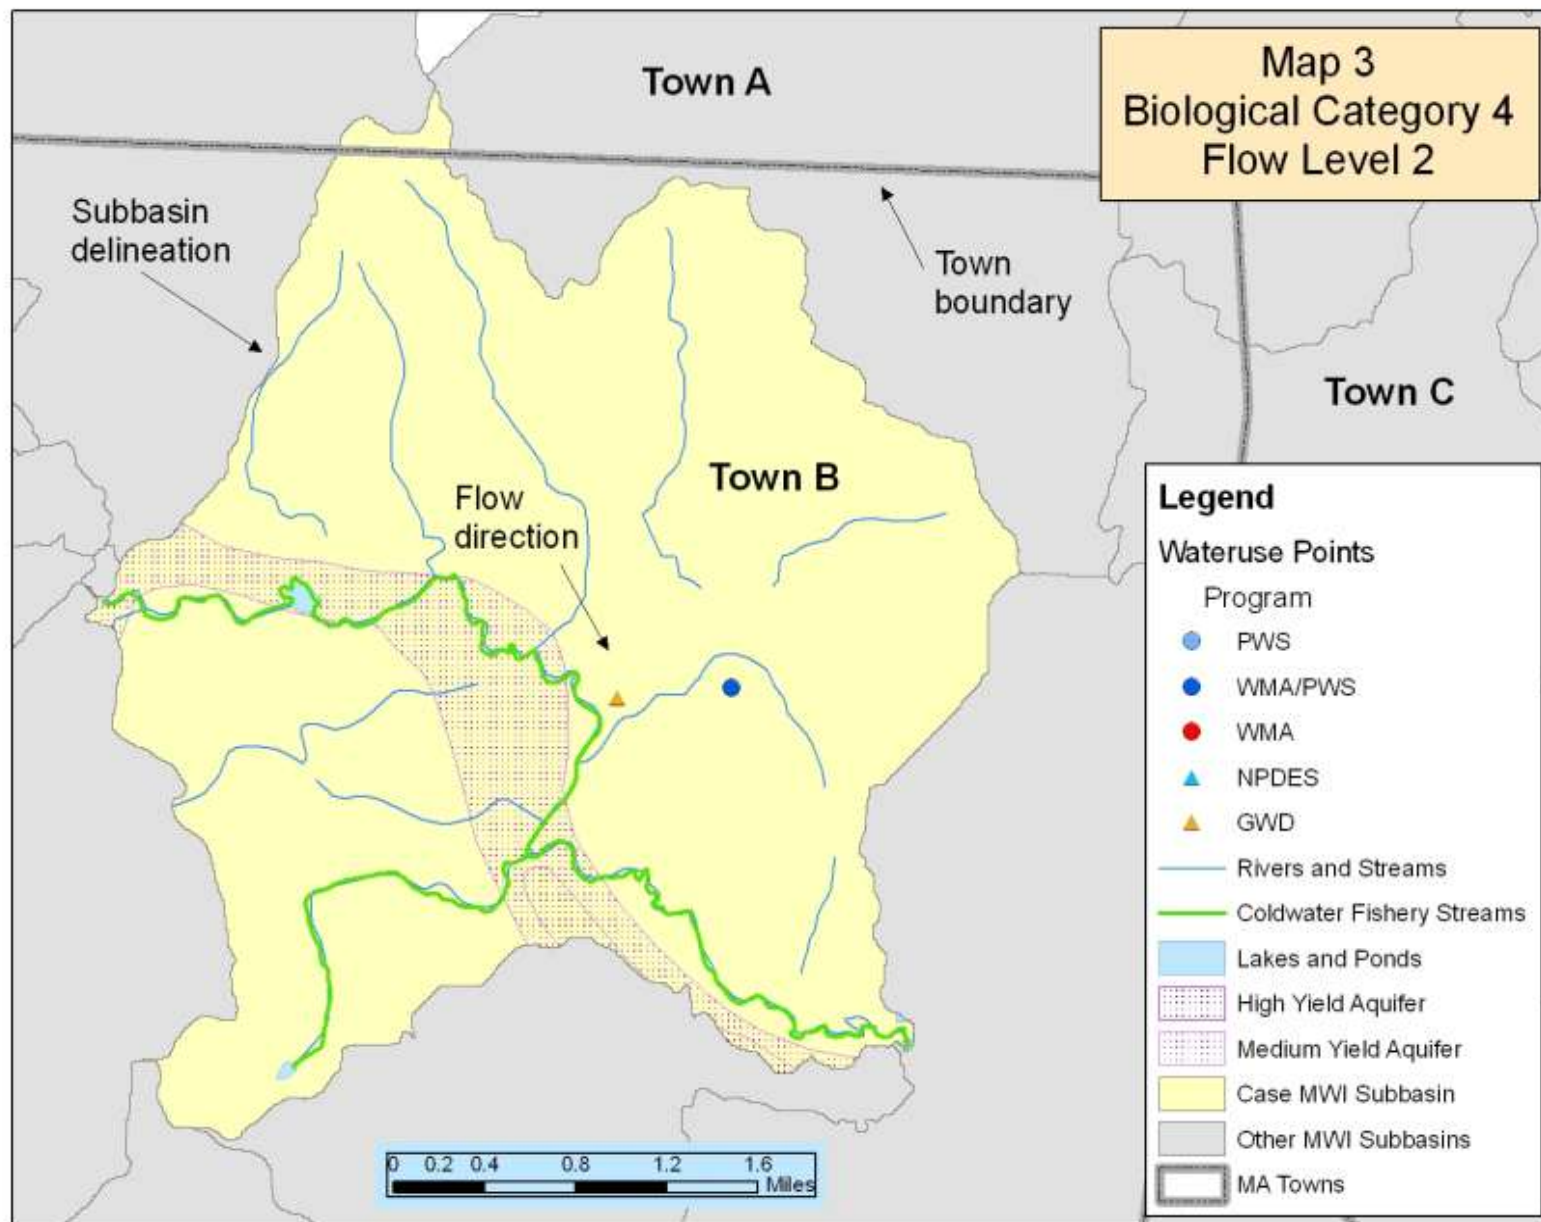 Town A
Map 3
Biological Category 4
Flow Level 2
Subbasin
delineation
Town
boundary
Town C
Town B
Flow
direction
Legend
Wateruse Points
Program
PWS
WMA/PWS
WMA
NPDES
GWD
Rivers and Streams
Coldwater Fishery Streams
Lakes and Ponds
High Yield Aquifer
Medium Yield Aquifer
Case MWI Subbasin
Other MWI Subbasins
MA Towns
0 0.2 0.4 0.8 1.2 1.6
Miles